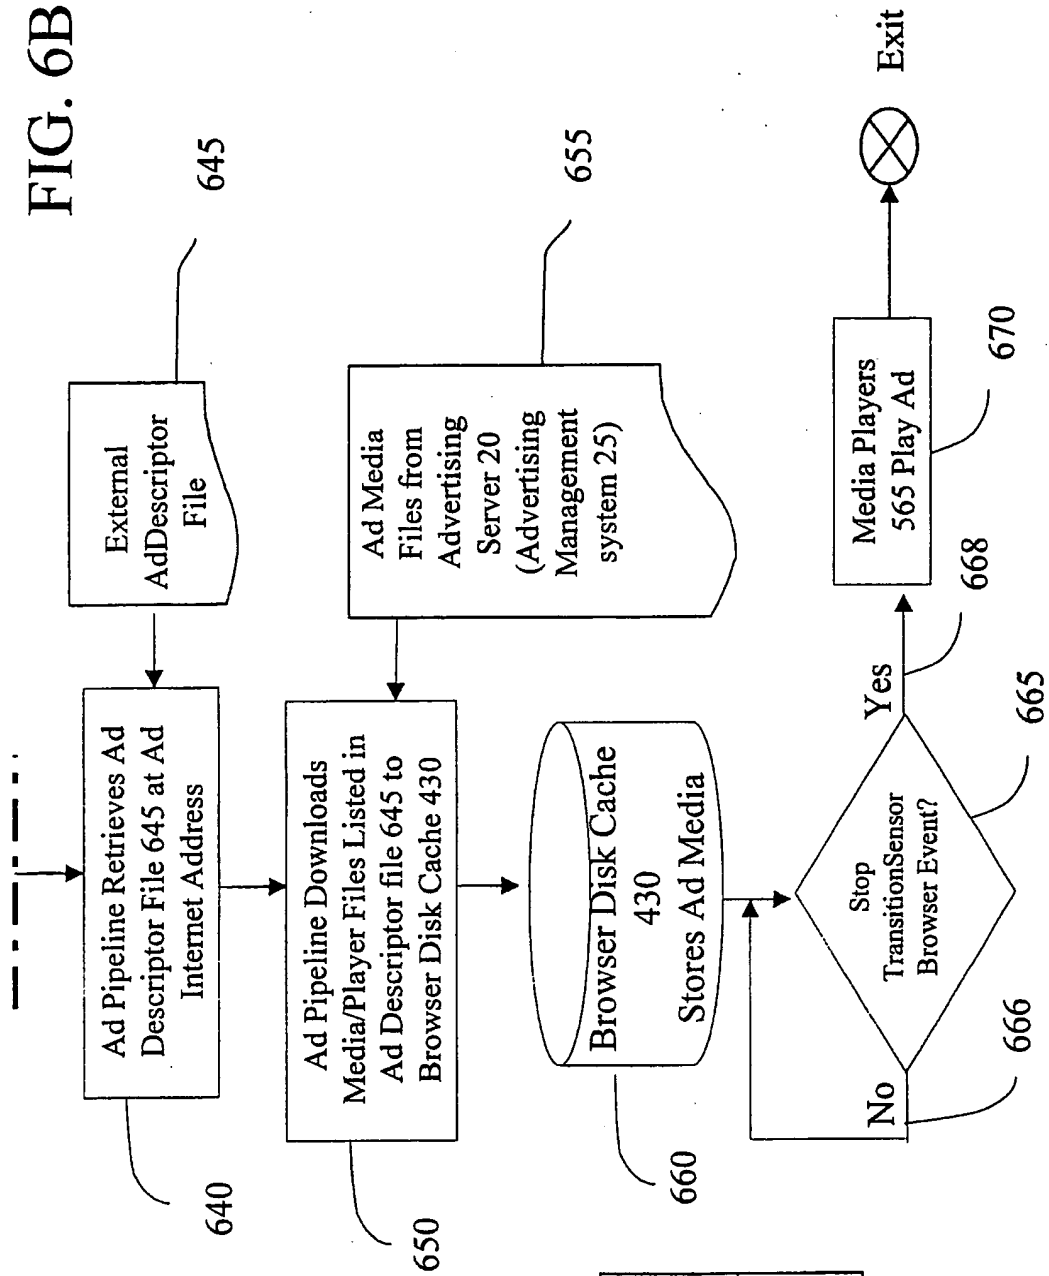 FIG. 6B
Ad Pipeline Retrieves Ad
Descriptor File 645 at Ad
Internet Address
640
External
AdDescriptor
File
645
Ad Pipeline Downloads
Media/Player Files Listed in
Ad Descriptor file 645 to
Browser Disk Cache 430
650
Ad Media
Files from
Advertising
Server 20
(Advertising
Management
system 25)
655
Browser Disk Cache
430
Stores Ad Media
660
Stop
TransitionSensor
Browser Event?
665
No
666
Yes
668
Media Players
565 Play Ad
670
Exit